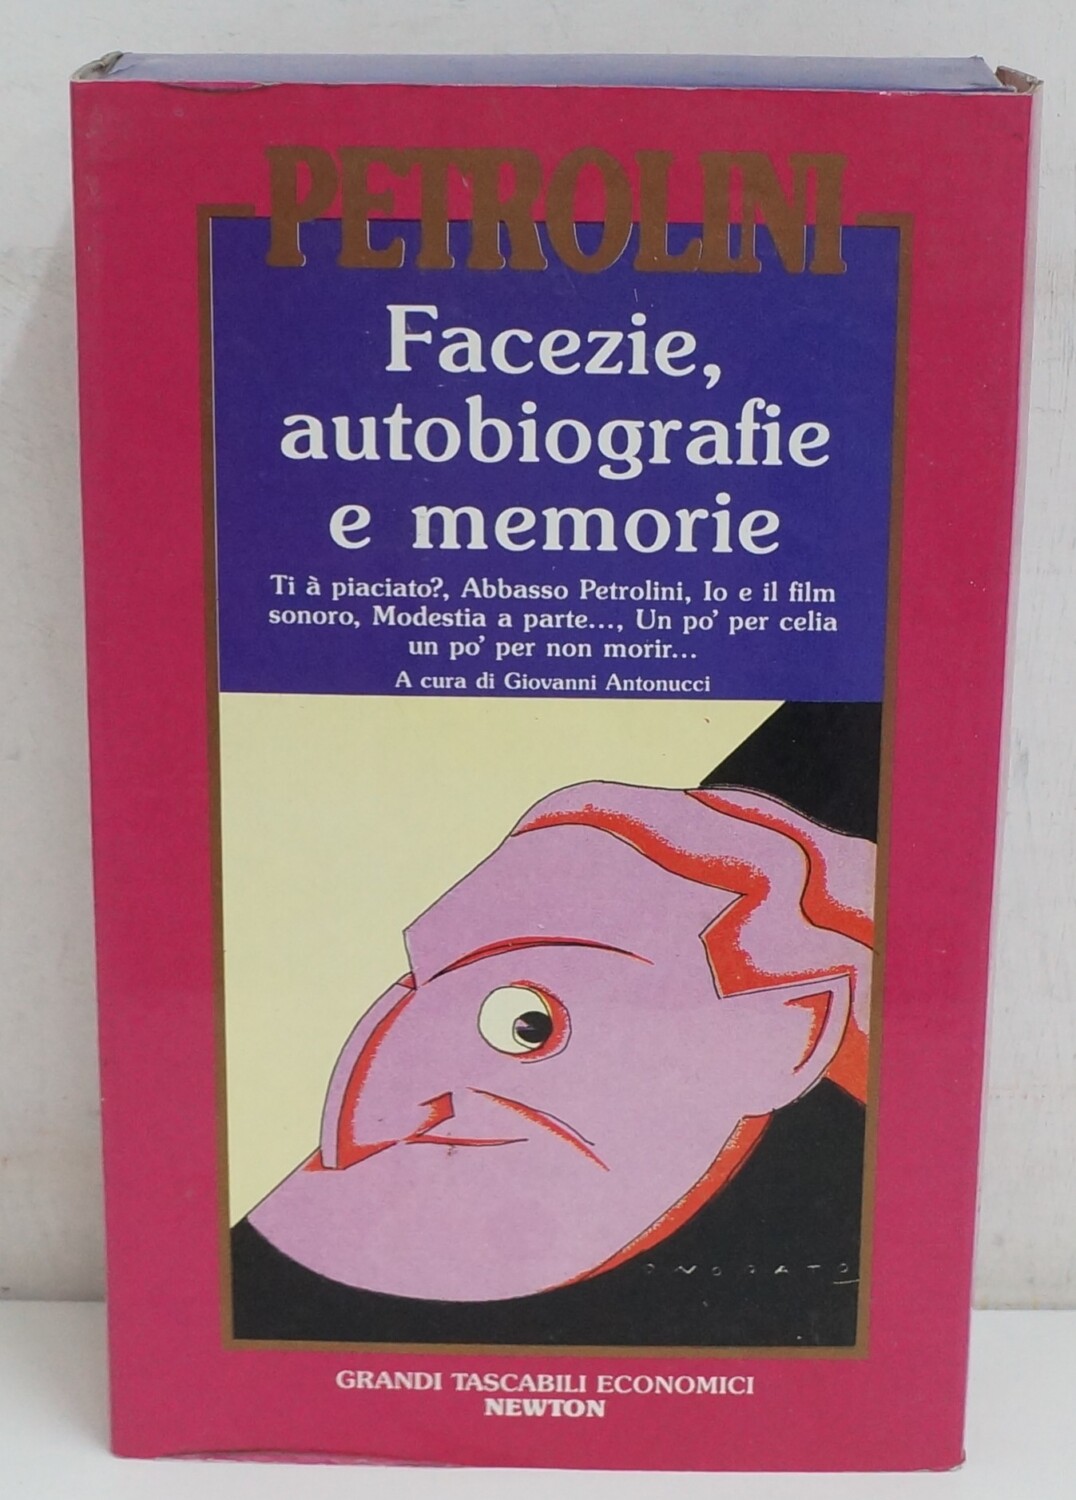 PETROLINI
Facezie,
autobiografie
e memorie
Ti à piaciato?, Abbasso Petrolini, Io e il film
sonoro, Modestia a parte..., Un po' per celia
un po' per non morir...
A cura di Giovanni Antonucci
ONORATO
GRANDI TASCABILI ECONOMICI
NEWTON